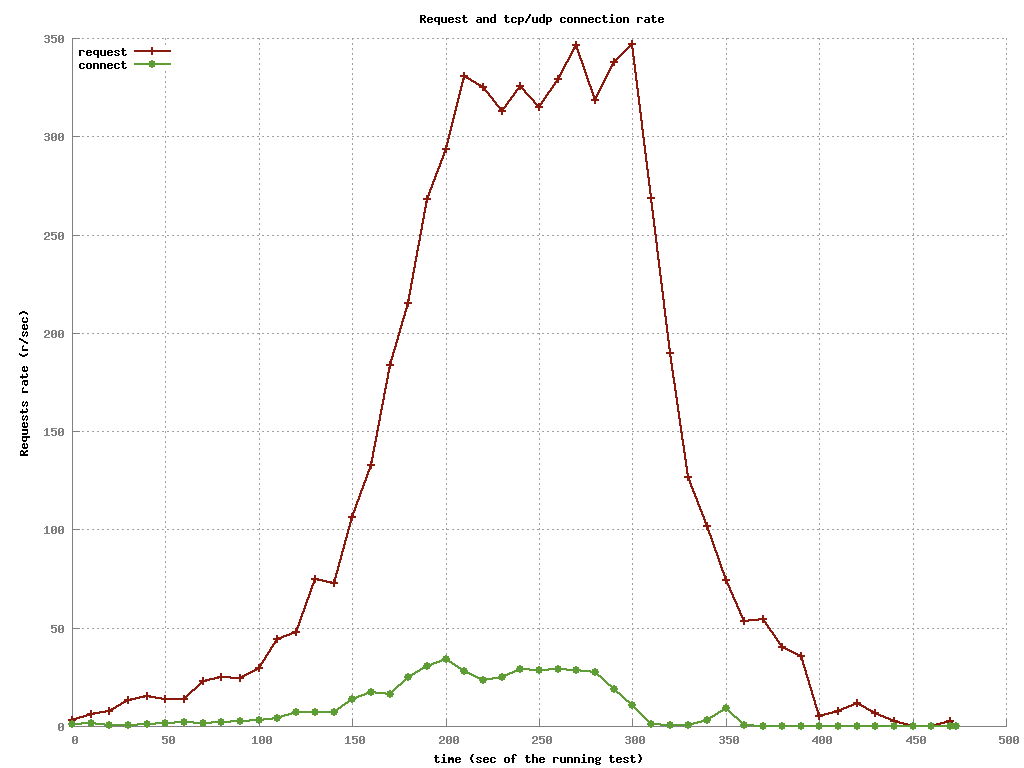 Request and tcp/udp connection rate
request
connect
350
300
250
200
150
100
50
0
Requests rate (r/sec)
0 50 100 150 200 250 300 350 400 450 500
time (sec of the running test)